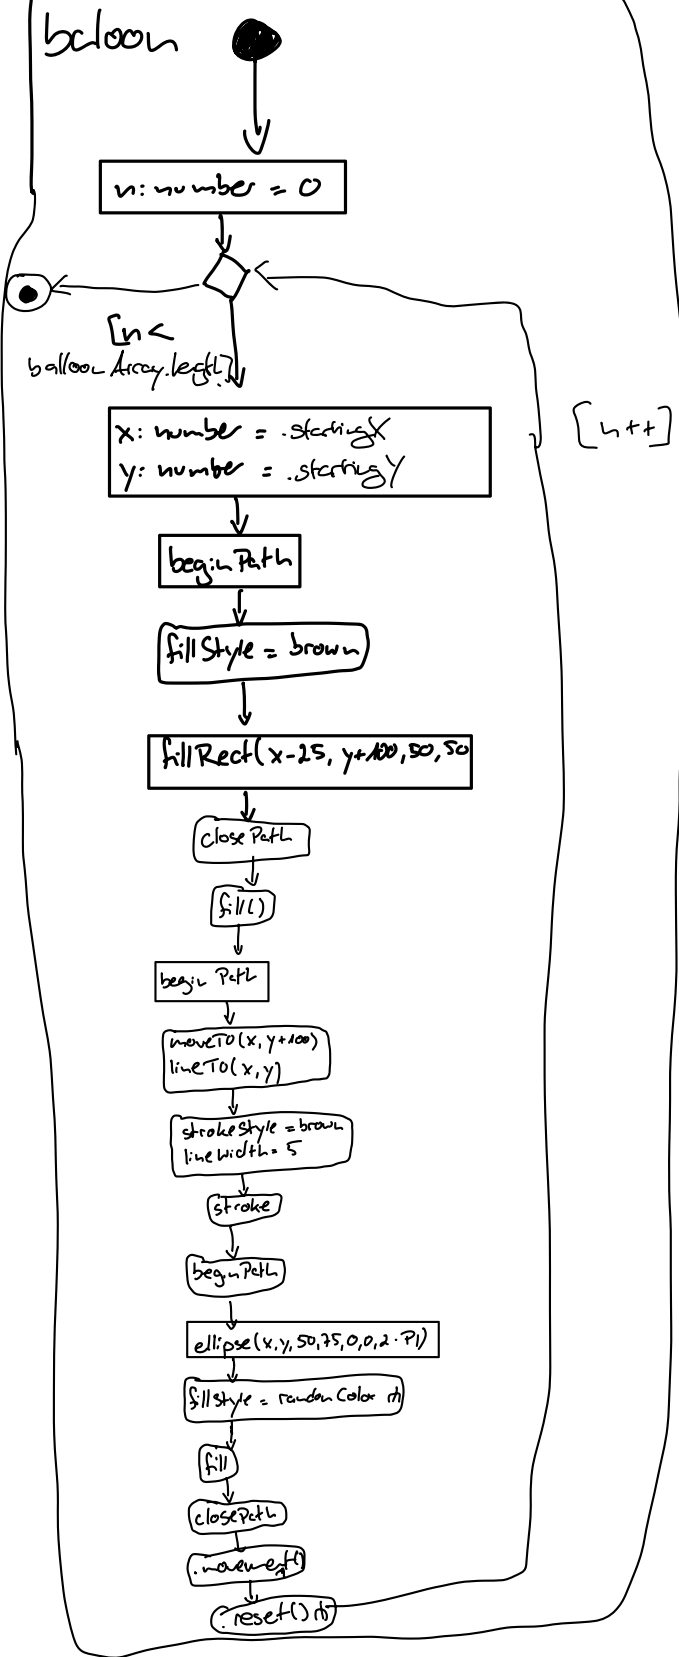 baloon
n: number = 0
[n <
balloonArray.length]
x: number = .startingX
y: number = .startingY
[n++]
beginPath
fillStyle = brown
fillRect(x-25, y+100, 50, 50
closePath
fill()
begin Path
moveTO(x, y+100)
lineTO(x, y)
strokeStyle = brown
lineWidth = 5
stroke
beginPath
ellipse(x, y, 50, 75, 0, 0, 2·PI)
fillStyle = random Color
fill
closePath
.movement()
.reset()